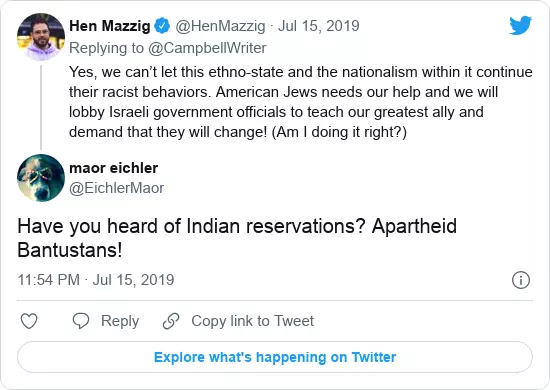 Hen Mazzig @HenMazzig · Jul 15, 2019
Replying to @CampbellWriter
Yes, we can’t let this ethno-state and the nationalism within it continue
their racist behaviors. American Jews needs our help and we will
lobby Israeli government officials to teach our greatest ally and
demand that they will change! (Am I doing it right?)
maor eichler
@EichlerMaor
Have you heard of Indian reservations? Apartheid
Bantustans!
11:54 PM · Jul 15, 2019
Reply Copy link to Tweet
Explore what's happening on Twitter